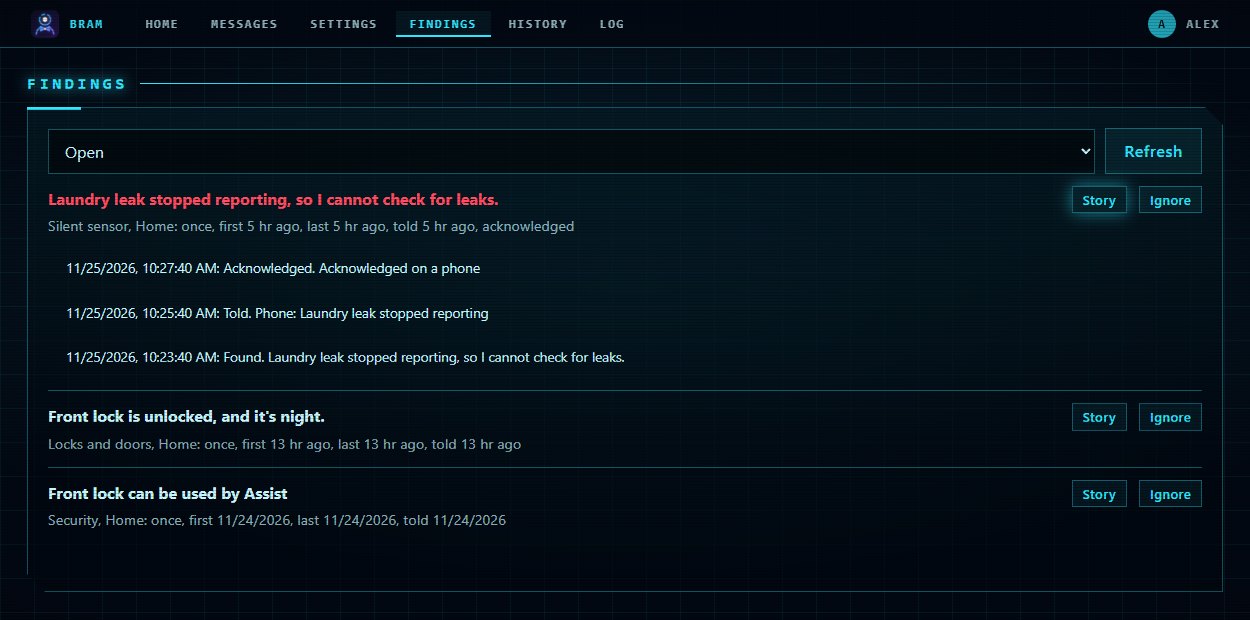 BRAM
HOME
MESSAGES
SETTINGS
FINDINGS
HISTORY
LOG
A
ALEX
FINDINGS
Open
Refresh
Laundry leak stopped reporting, so I cannot check for leaks.
Story
Ignore
Silent sensor, Home: once, first 5 hr ago, last 5 hr ago, told 5 hr ago, acknowledged
11/25/2026, 10:27:40 AM: Acknowledged. Acknowledged on a phone
11/25/2026, 10:25:40 AM: Told. Phone: Laundry leak stopped reporting
11/25/2026, 10:23:40 AM: Found. Laundry leak stopped reporting, so I cannot check for leaks.
Front lock is unlocked, and it's night.
Story
Ignore
Locks and doors, Home: once, first 13 hr ago, last 13 hr ago, told 13 hr ago
Front lock can be used by Assist
Story
Ignore
Security, Home: once, first 11/24/2026, last 11/24/2026, told 11/24/2026